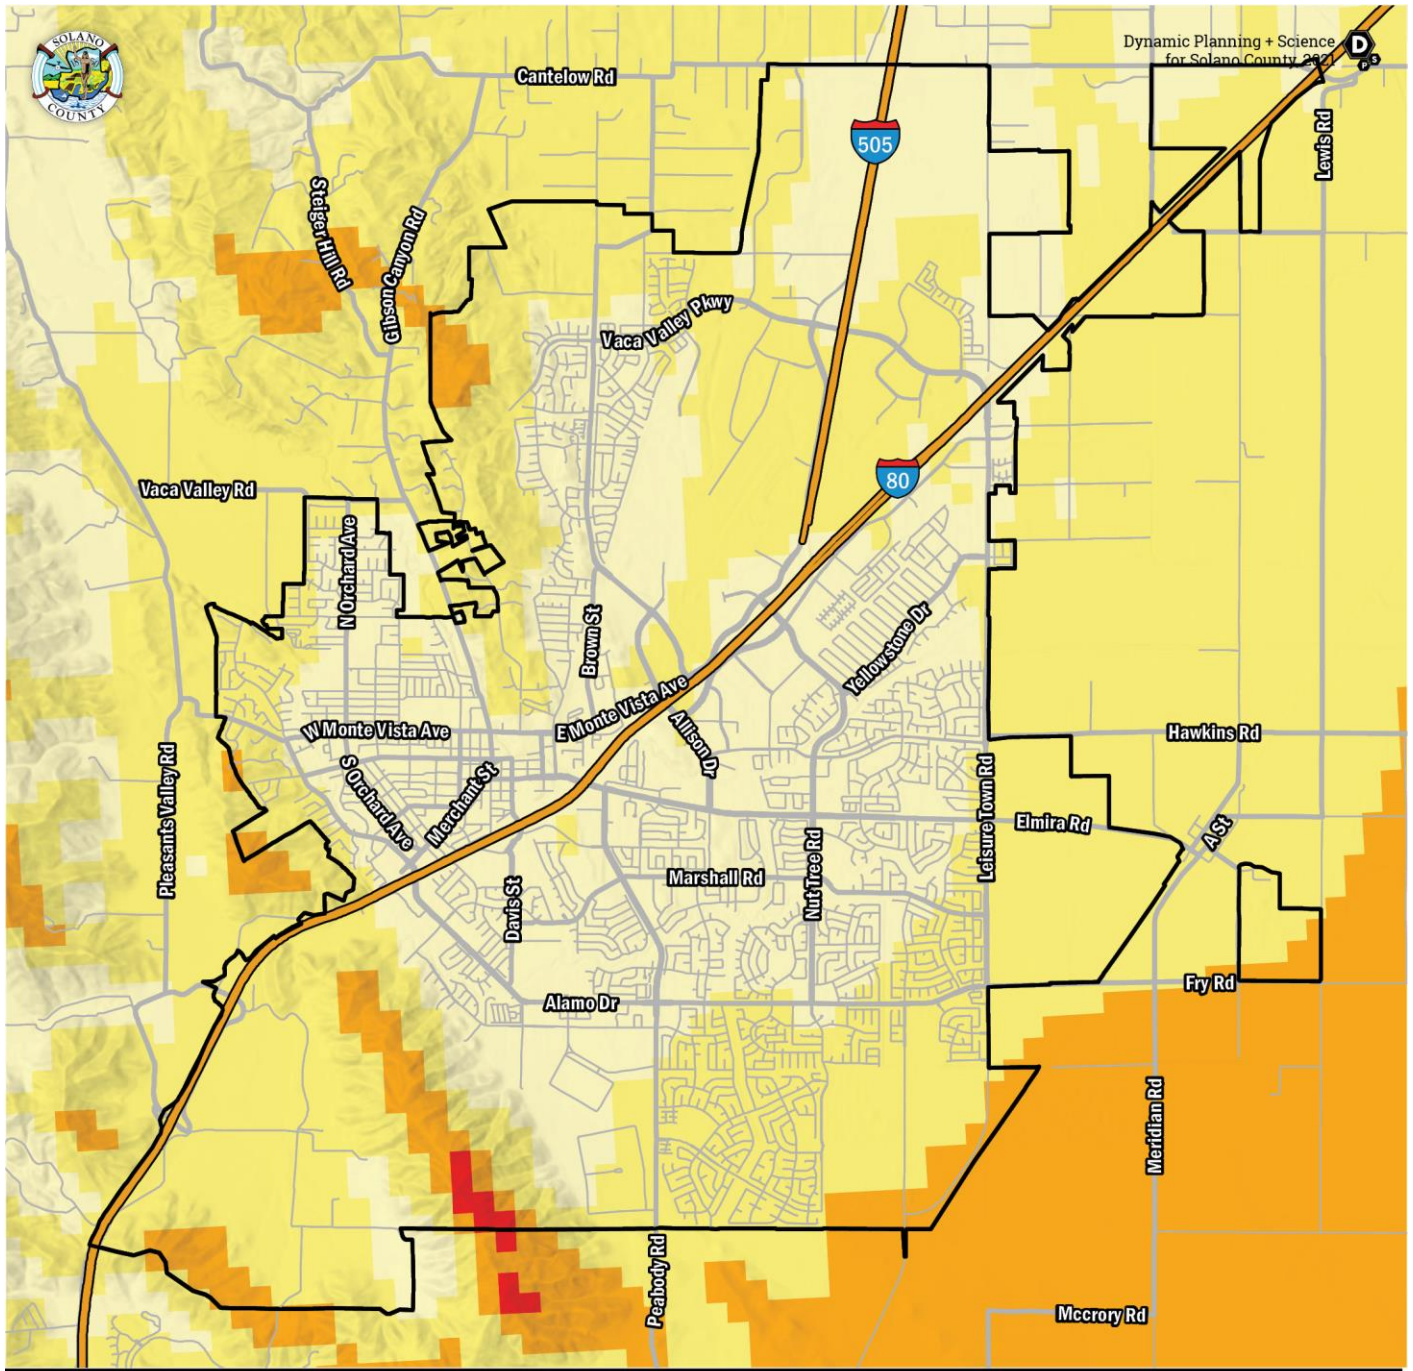 SOLANO
COUNTY
Dynamic Planning + Science
for Solano County, 2021
D
P
S
Cantelow Rd
505
Lewis Rd
Steiger Hill Rd
Gibson Canyon Rd
Vaca Valley Pkwy
80
Vaca Valley Rd
N Orchard Ave
Brown St
Yellowstone Dr
E Monte Vista Ave
W Monte Vista Ave
Allison Dr
Hawkins Rd
Pleasants Valley Rd
S Orchard Ave
Merchant St
Leisure Town Rd
Elmira Rd
A St
Marshall Rd
Nut Tree Rd
Davis St
Fry Rd
Alamo Dr
Meridian Rd
Peabody Rd
Mccrory Rd